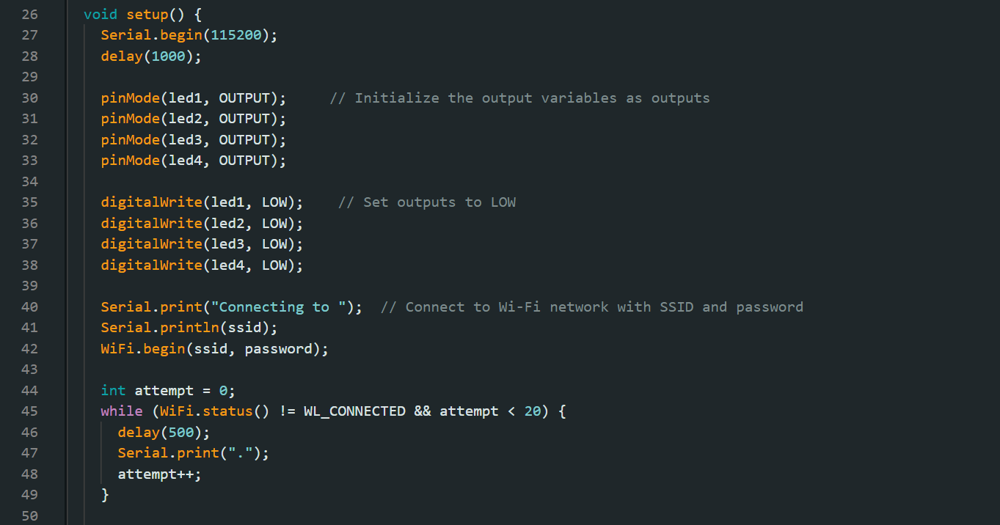 26 void setup() {
27 Serial.begin(115200);
28 delay(1000);
29
30 pinMode(led1, OUTPUT); // Initialize the output variables as outputs
31 pinMode(led2, OUTPUT);
32 pinMode(led3, OUTPUT);
33 pinMode(led4, OUTPUT);
34
35 digitalWrite(led1, LOW); // Set outputs to LOW
36 digitalWrite(led2, LOW);
37 digitalWrite(led3, LOW);
38 digitalWrite(led4, LOW);
39
40 Serial.print("Connecting to "); // Connect to Wi-Fi network with SSID and password
41 Serial.println(ssid);
42 WiFi.begin(ssid, password);
43
44 int attempt = 0;
45 while (WiFi.status() != WL_CONNECTED && attempt < 20) {
46 delay(500);
47 Serial.print(".");
48 attempt++;
49 }
50